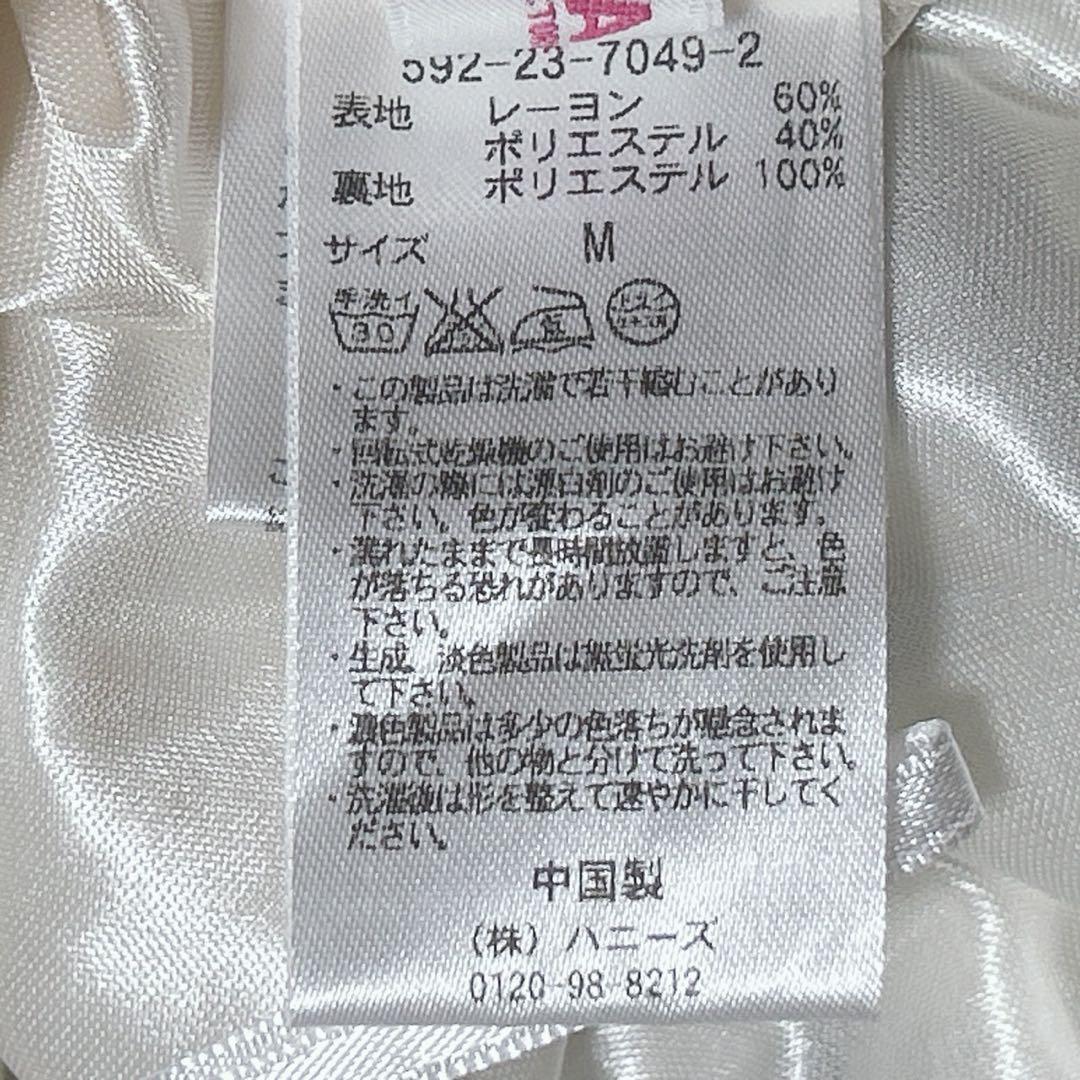 592-23-7049-2
表地 レーヨン 60%
ポリエステル 40%
裏地 ポリエステル 100%
サイズ M
手洗イ
30
低
ドライ
・この製品は洗濯で若干縮むことがあり
ます。
・回転式乾燥機のご使用はお避け下さい。
・洗濯の際には漂白剤のご使用はお避け
下さい。色が変わることがあります。
・濡れたままで長時間放置しますと、色
が落ちる恐れがありますので、ご注意
下さい。
・生成、淡色製品は無蛍光洗剤を使用し
て下さい。
・濃色製品は多少の色落ちが懸念されま
すので、他の物と分けて洗って下さい。
・洗濯後は形を整えて速やかに干してく
ださい。
中国製
(株) ハニーズ
0120-98-8212